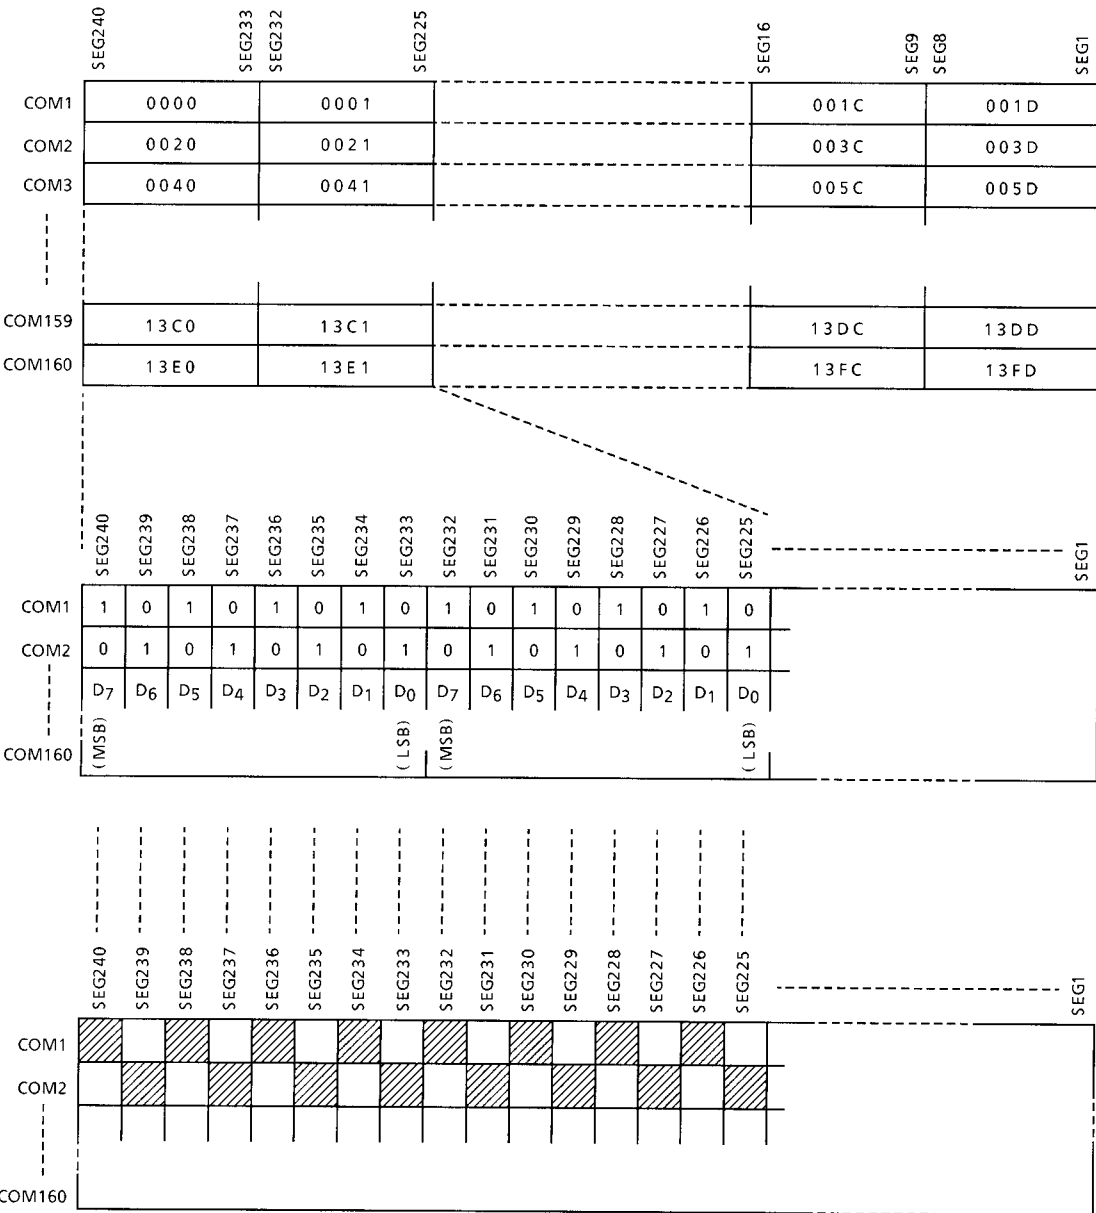 SEG240 SEG233 SEG232 SEG225 SEG16 SEG9 SEG8 SEG1
COM1 0000 0001 001C 001D
COM2 0020 0021 003C 003D
COM3 0040 0041 005C 005D
COM159 13C0 13C1 13DC 13DD
COM160 13E0 13E1 13FC 13FD
SEG240 SEG239 SEG238 SEG237 SEG236 SEG235 SEG234 SEG233 SEG232 SEG231 SEG230 SEG229 SEG228 SEG227 SEG226 SEG225 SEG1
COM1 1 0 1 0 1 0 1 0 1 0 1 0 1 0 1 0
COM2 0 1 0 1 0 1 0 1 0 1 0 1 0 1 0 1
D7 D6 D5 D4 D3 D2 D1 D0 D7 D6 D5 D4 D3 D2 D1 D0
COM160 (MSB) (LSB) (MSB) (LSB)
SEG240 SEG239 SEG238 SEG237 SEG236 SEG235 SEG234 SEG233 SEG232 SEG231 SEG230 SEG229 SEG228 SEG227 SEG226 SEG225 SEG1
COM1
COM2
COM160